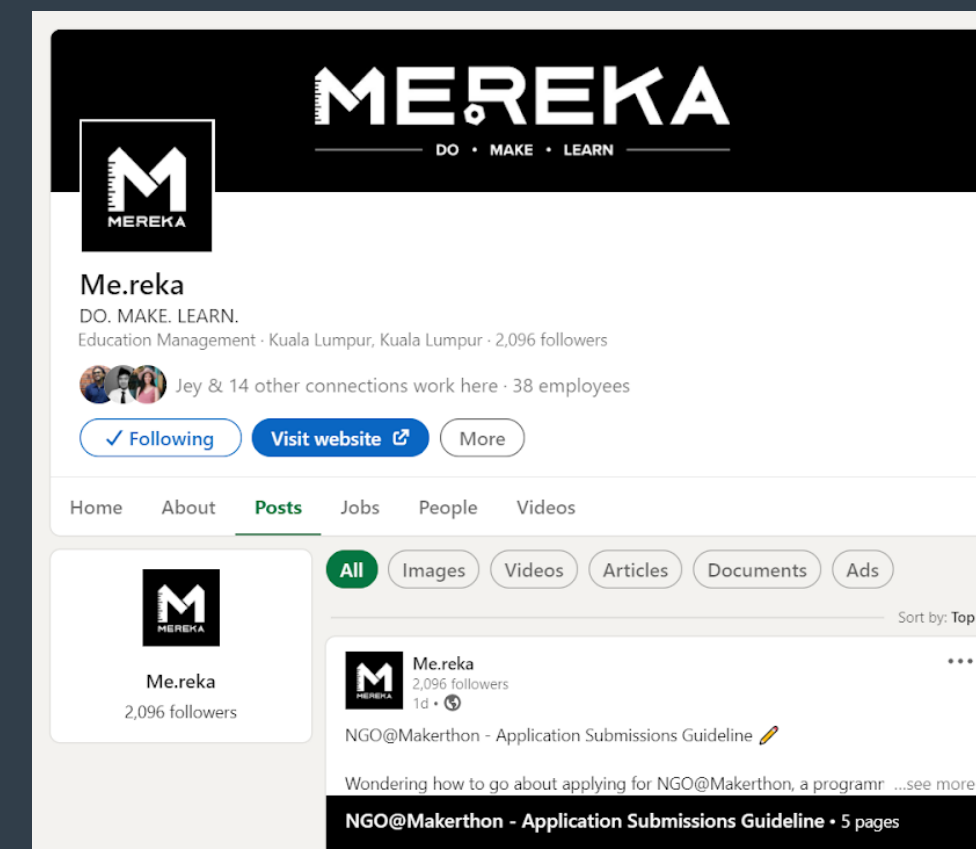 MEREKA
DO • MAKE • LEARN
MEREKA
Me.reka
DO. MAKE. LEARN.
Education Management · Kuala Lumpur, Kuala Lumpur · 2,096 followers
Jey & 14 other connections work here · 38 employees
✓ Following Visit website More
Home About Posts Jobs People Videos
MEREKA
Me.reka
2,096 followers
All Images Videos Articles Documents Ads
Sort by: Top
MEREKA
Me.reka
2,096 followers
1d •
NGO@Makerthon - Application Submissions Guideline ✏️
Wondering how to go about applying for NGO@Makerthon, a programr ...see more
NGO@Makerthon - Application Submissions Guideline • 5 pages